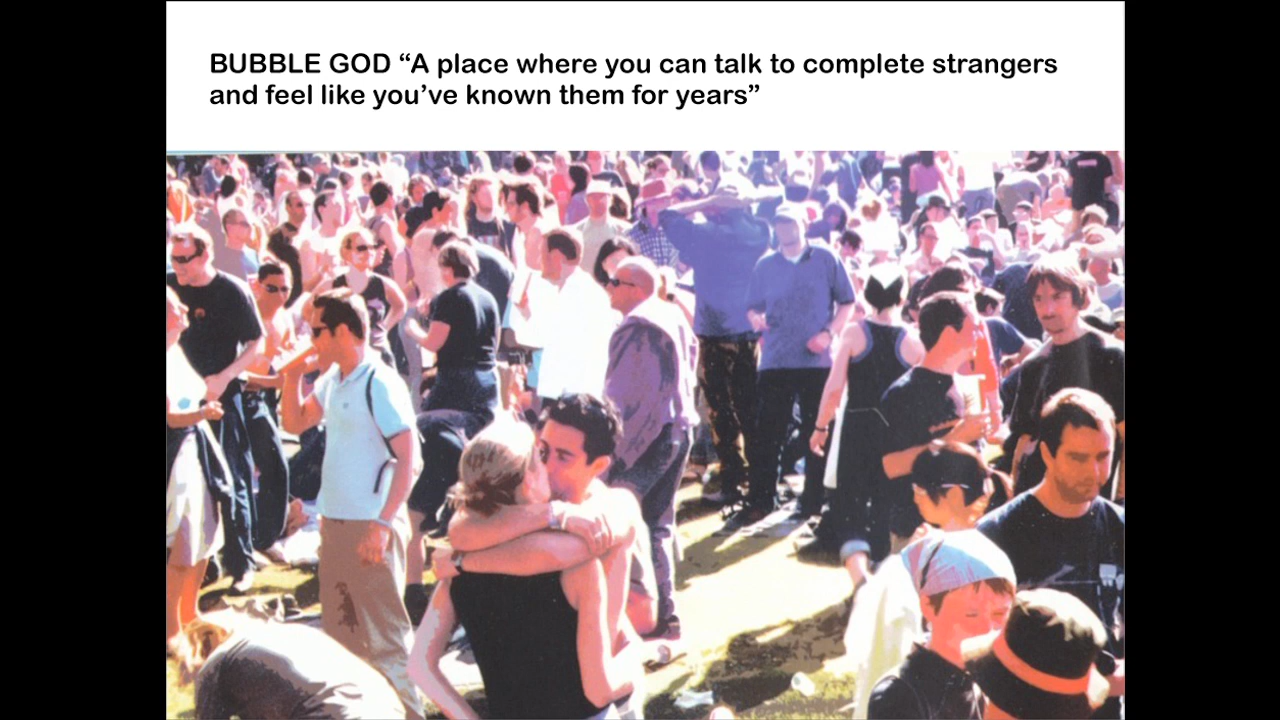 BUBBLE GOD “A place where you can talk to complete strangers
and feel like you’ve known them for years”